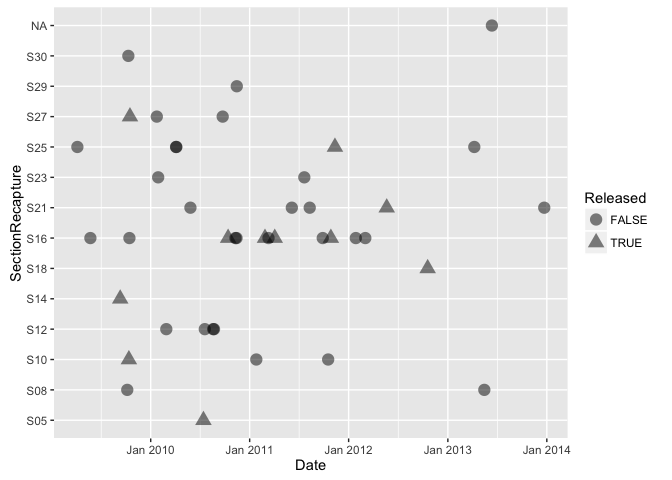 SectionRecapture
NA
S30
S29
S27
S25
S23
S21
S16
S18
S14
S12
S10
S08
S05
Jan 2010 Jan 2011 Jan 2012 Jan 2013 Jan 2014
Date
Released
FALSE
TRUE